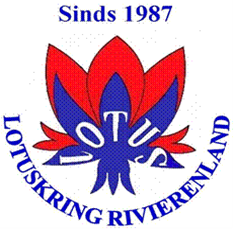 Sinds 1987
LOTUS
LOTUSKRING RIVIERENLAND